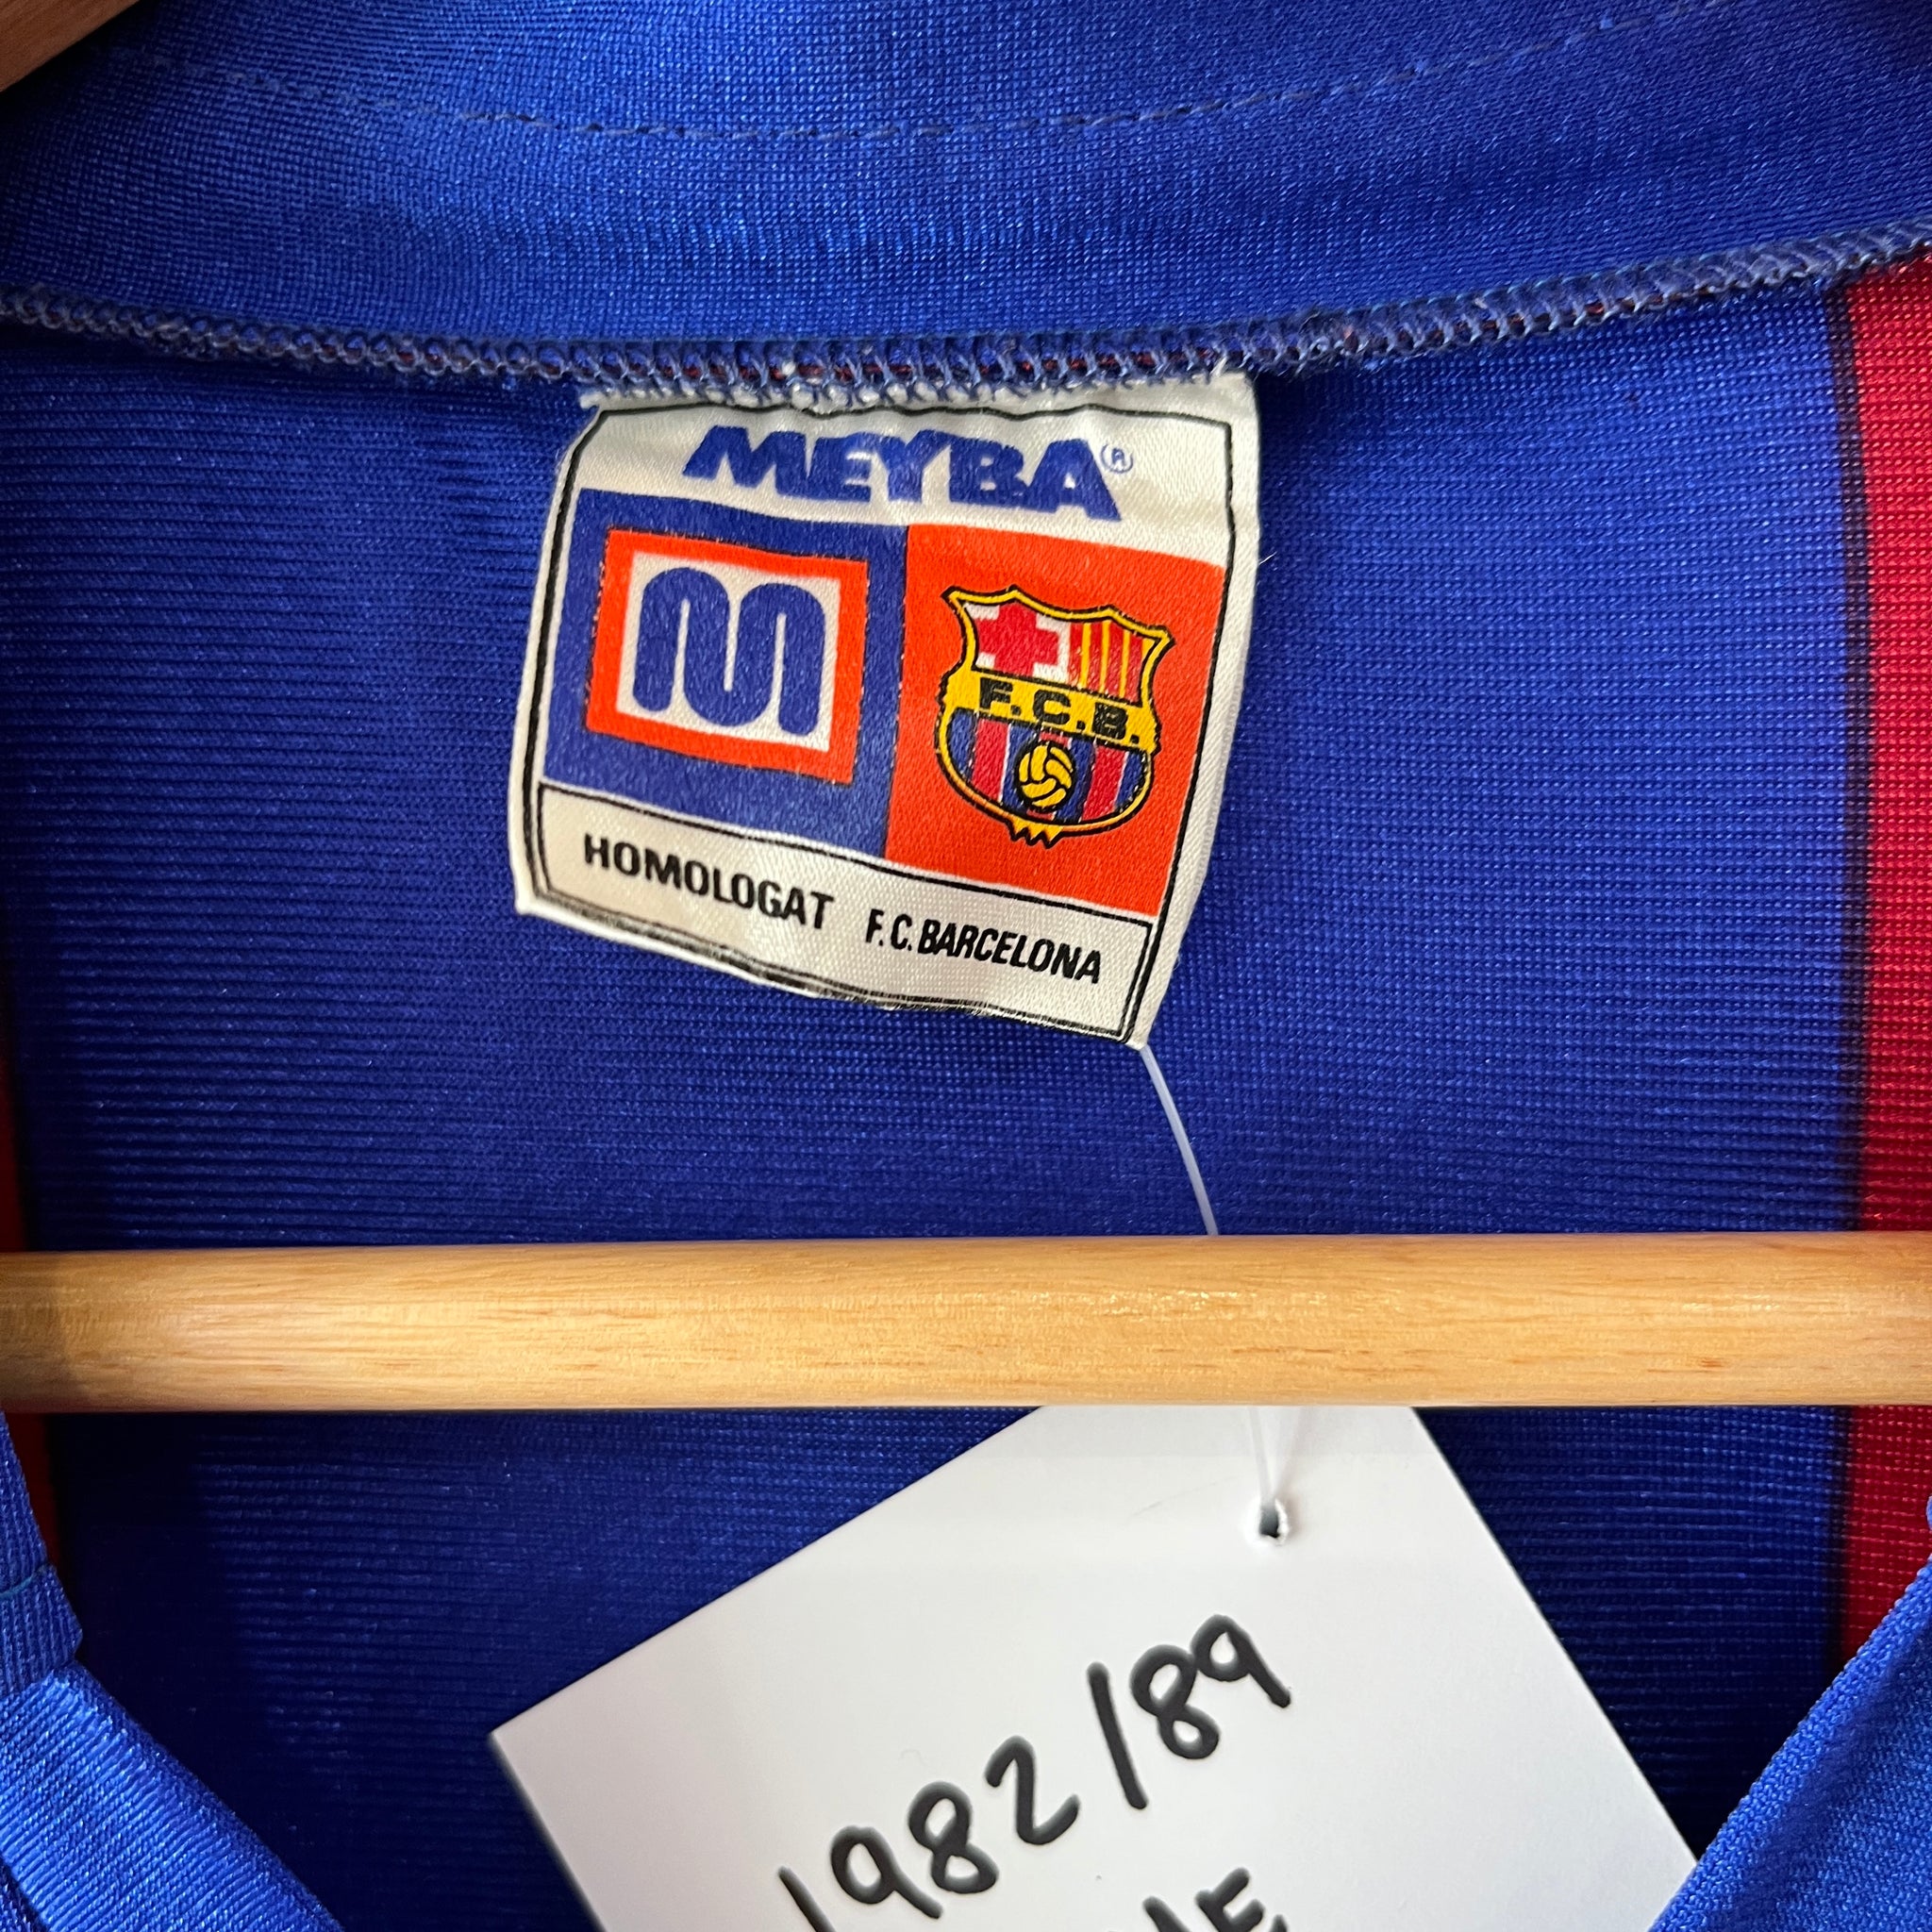 MEYBA®
M
F.C.B.
HOMOLOGAT F.C. BARCELONA
1982/89